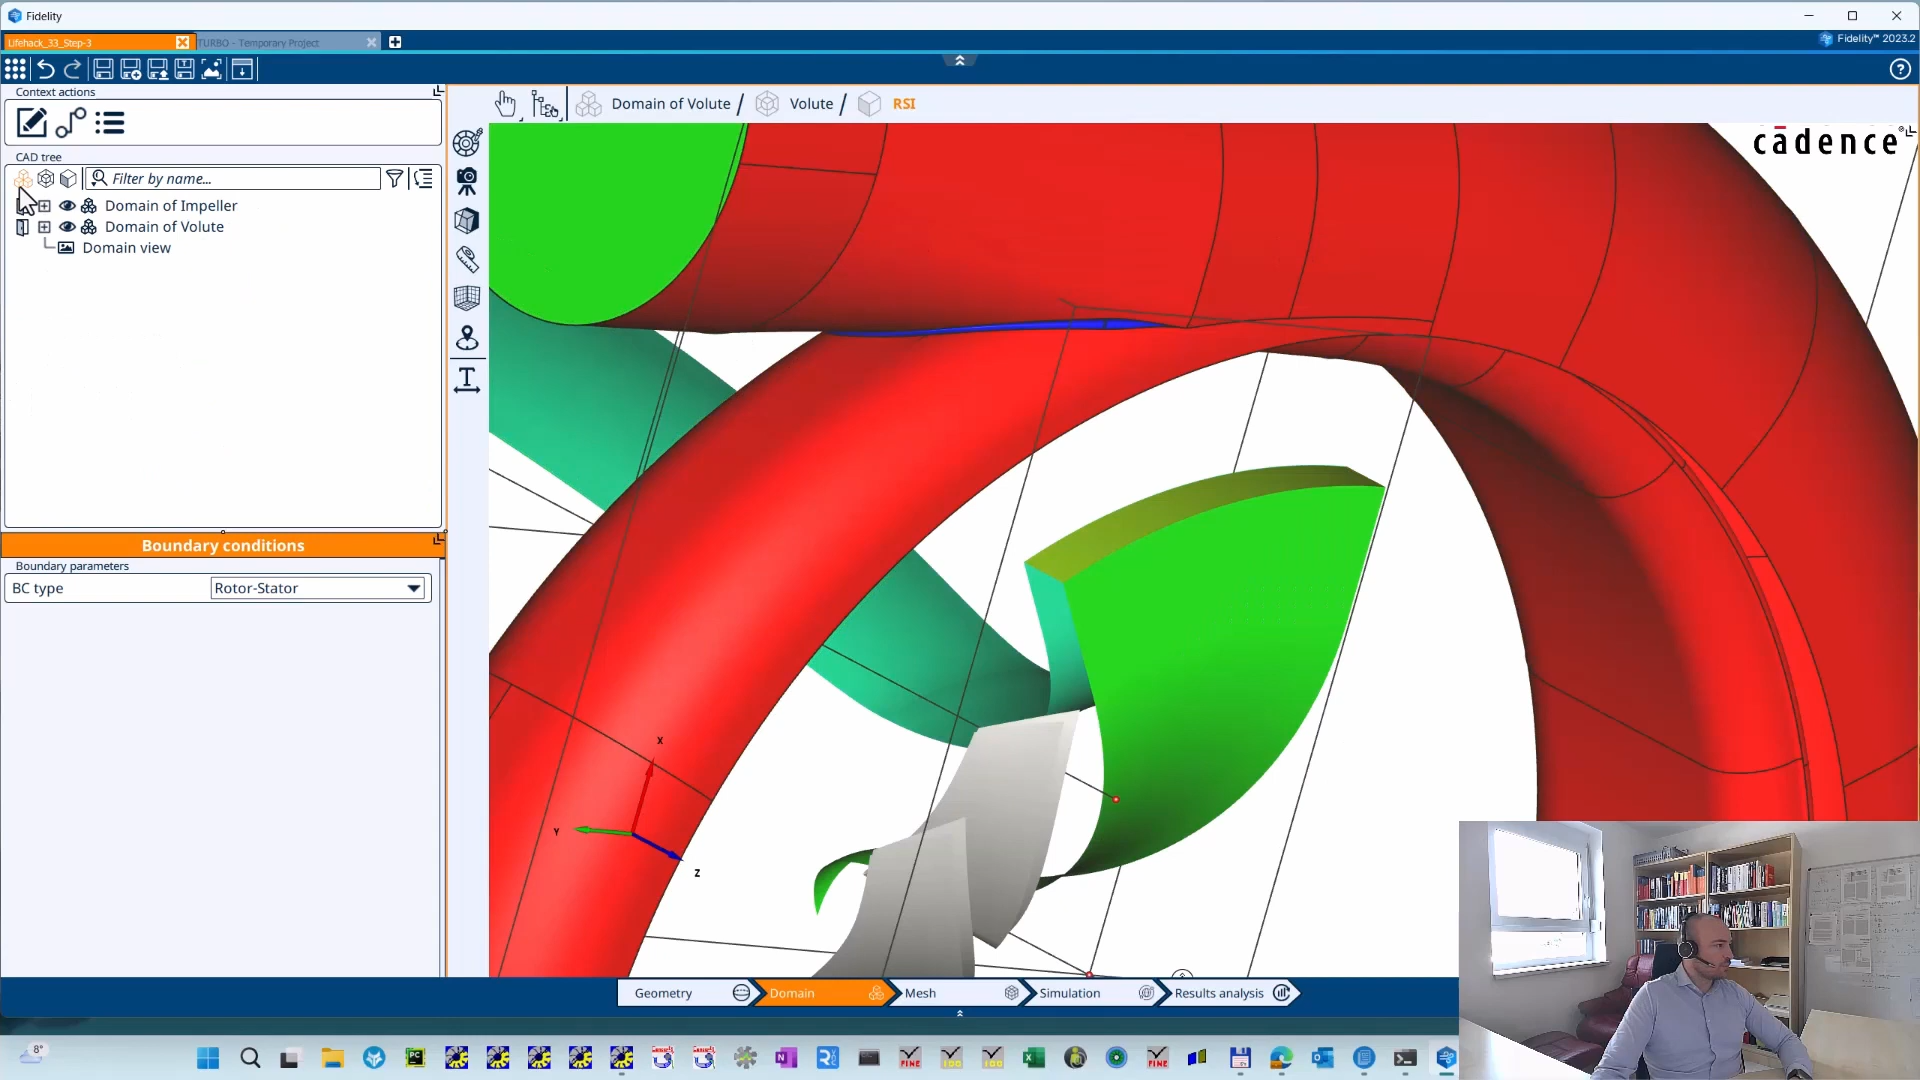 Fidelity
Lifehack_33_Step-3
TURBO - Temporary Project
Fidelity™ 2023.2
Context actions
Domain of Volute / Volute / RSI
cādence®
CAD tree
Filter by name...
Domain of Impeller
Domain of Volute
Domain view
Boundary conditions
Boundary parameters
BC type
Rotor-Stator
X
Y
Z
Geometry
Domain
Mesh
Simulation
Results analysis
8°